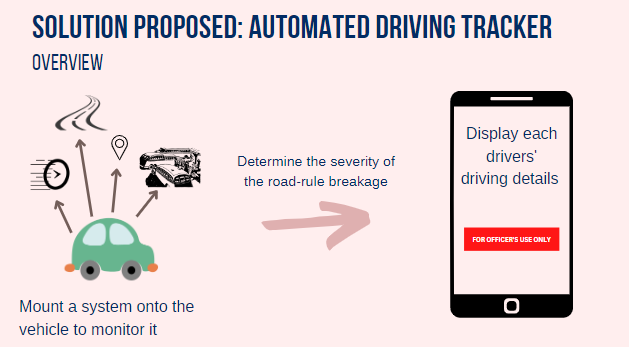 SOLUTION PROPOSED: AUTOMATED DRIVING TRACKER
OVERVIEW
Determine the severity of
the road-rule breakage
Display each
drivers'
driving details
FOR OFFICER'S USE ONLY
Mount a system onto the
vehicle to monitor it